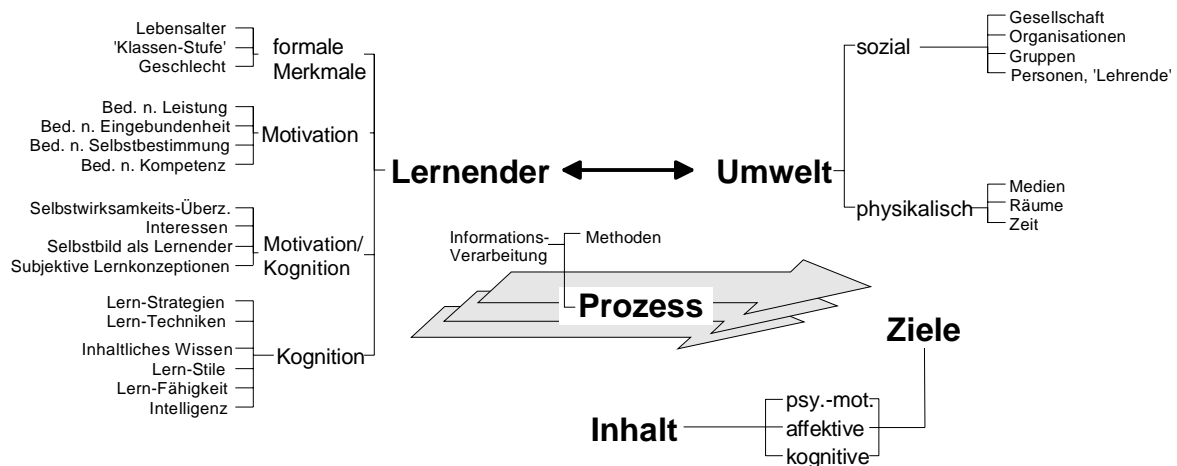 Lebensalter
'Klassen-Stufe'
Geschlecht
formale
Merkmale
Bed. n. Leistung
Bed. n. Eingebundenheit
Bed. n. Selbstbestimmung
Bed. n. Kompetenz
Motivation
Selbstwirksamkeits-Überz.
Interessen
Selbstbild als Lernender
Subjektive Lernkonzeptionen
Motivation/
Kognition
Lern-Strategien
Lern-Techniken
Inhaltliches Wissen
Lern-Stile
Lern-Fähigkeit
Intelligenz
Kognition
Lernender
Umwelt
sozial
Gesellschaft
Organisationen
Gruppen
Personen, 'Lehrende'
physikalisch
Medien
Räume
Zeit
Informations-
Verarbeitung
Methoden
Prozess
Ziele
Inhalt
psy.-mot.
affektive
kognitive